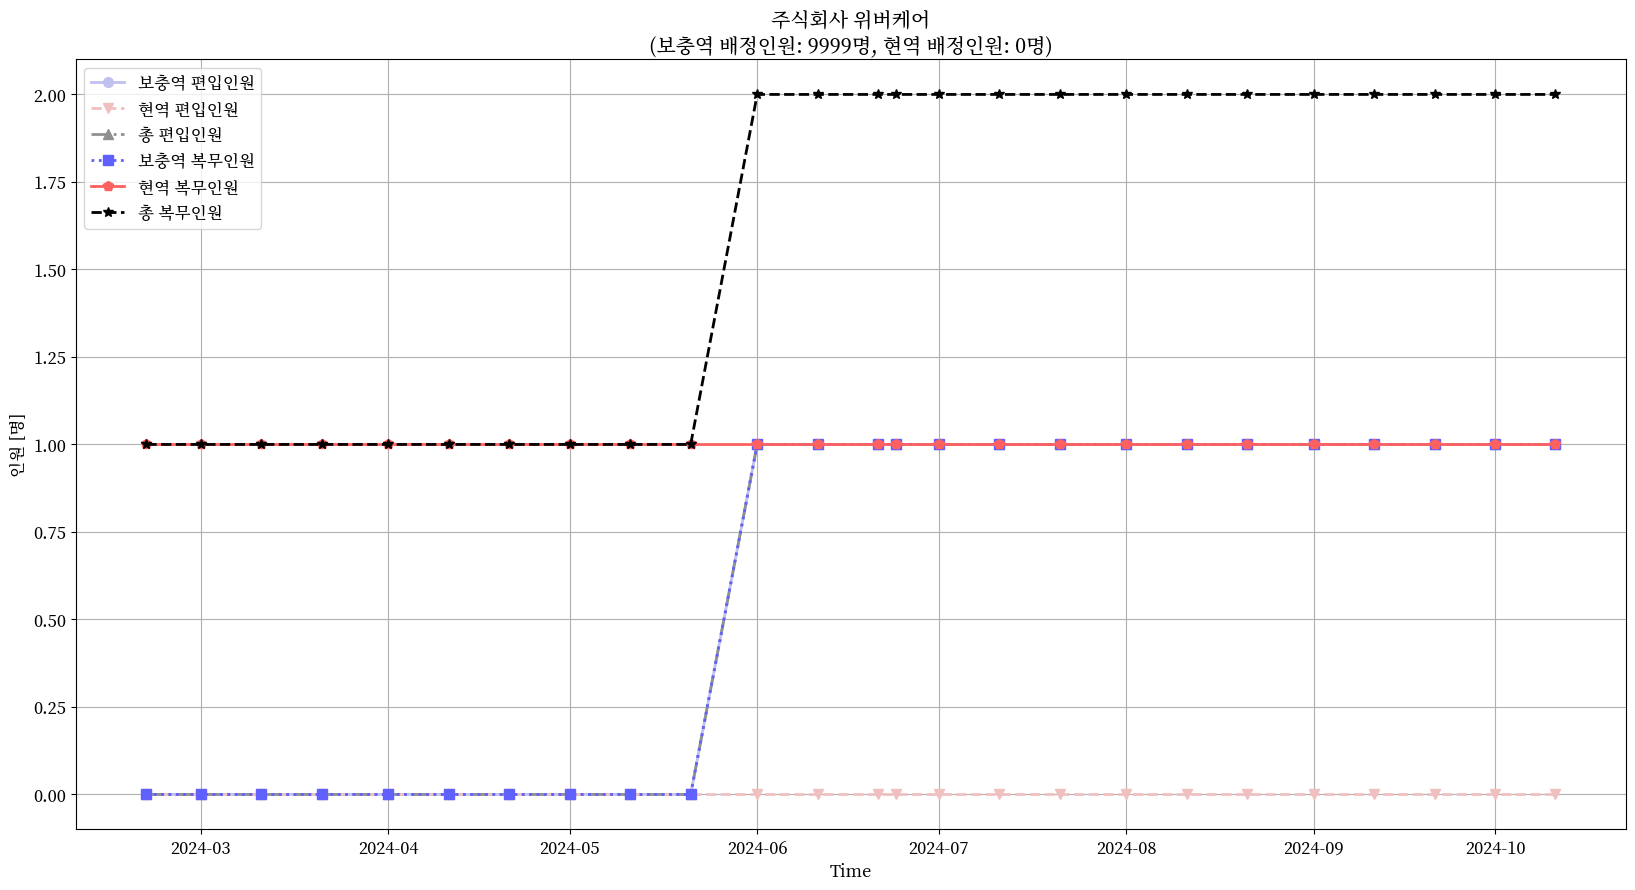 주식회사 위버케어
(보충역 배정인원: 9999명, 현역 배정인원: 0명)
보충역 편입인원
현역 편입인원
총 편입인원
보충역 복무인원
현역 복무인원
총 복무인원
인원 [명]
2.00
1.75
1.50
1.25
1.00
0.75
0.50
0.25
0.00
2024-03
2024-04
2024-05
2024-06
2024-07
2024-08
2024-09
2024-10
Time